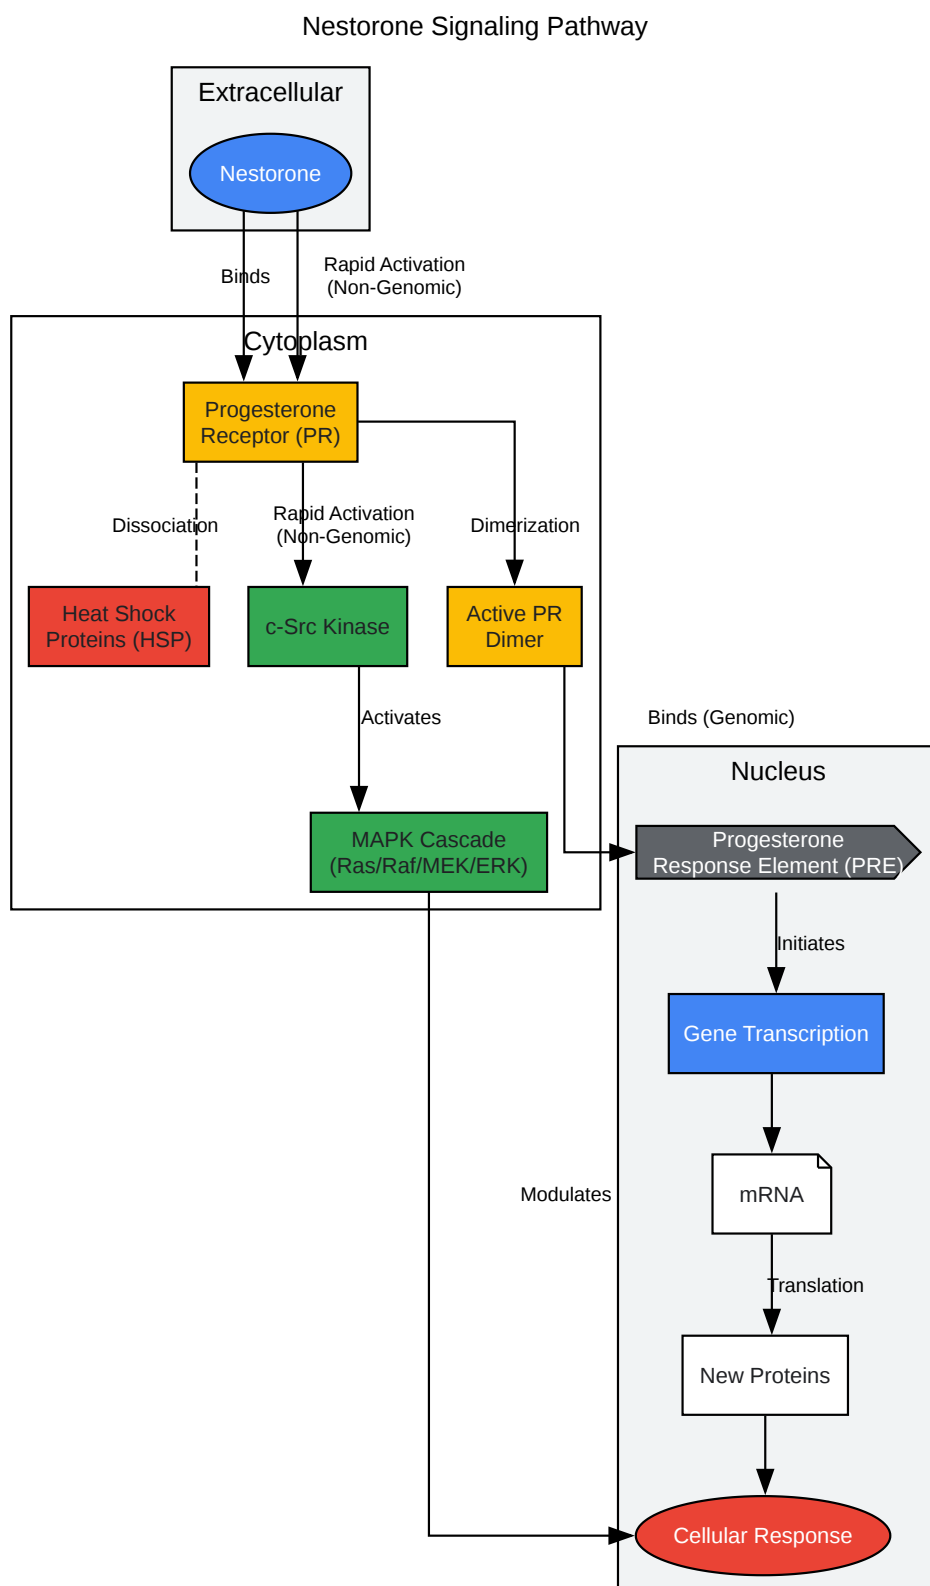 Nestorone Signaling Pathway
Extracellular
Nestorone
Binds
Rapid Activation
(Non-Genomic)
Cytoplasm
Progesterone
Receptor (PR)
Dissociation
Rapid Activation
(Non-Genomic)
Dimerization
Heat Shock
Proteins (HSP)
c-Src Kinase
Active PR
Dimer
Activates
Binds (Genomic)
Nucleus
MAPK Cascade
(Ras/Raf/MEK/ERK)
Progesterone
Response Element (PRE)
Initiates
Gene Transcription
Modulates
mRNA
Translation
New Proteins
Cellular Response